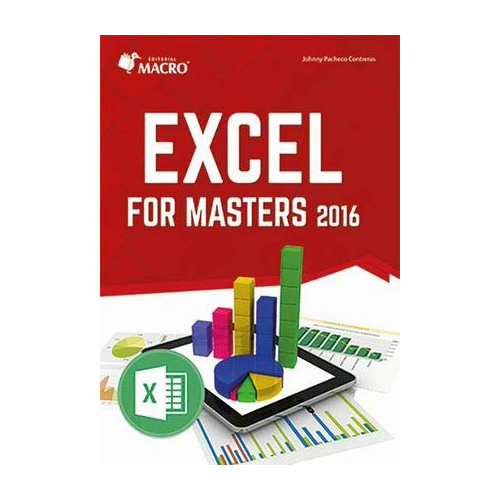 EDITORIAL
MACRO®
Johnny Pacheco Contreras
EXCEL
FOR MASTERS 2016
X